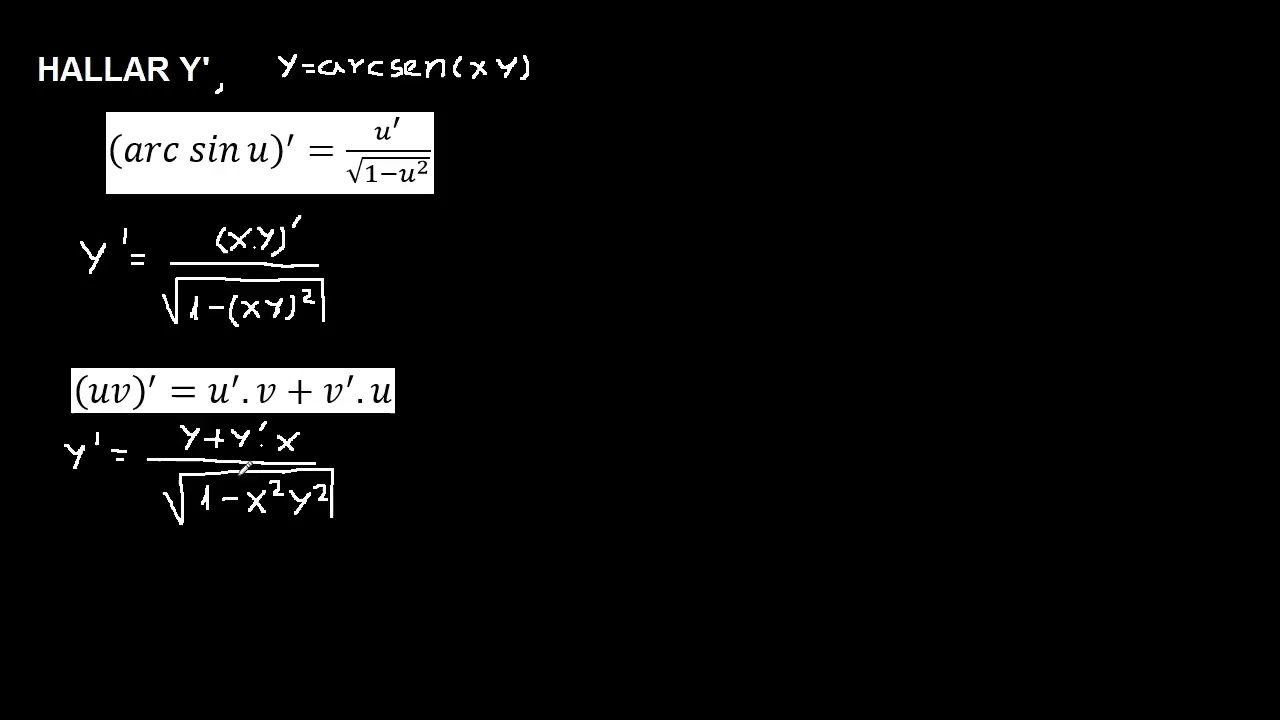 HALLAR Y', Y=arcsen(xY)
(arc sin u)′ = u′/√1−u²
Y' = (X.Y)'/√1-(XY)²
(uv)′ = u′.v + v′.u
Y' = Y+Y'.X/√1-X²Y²